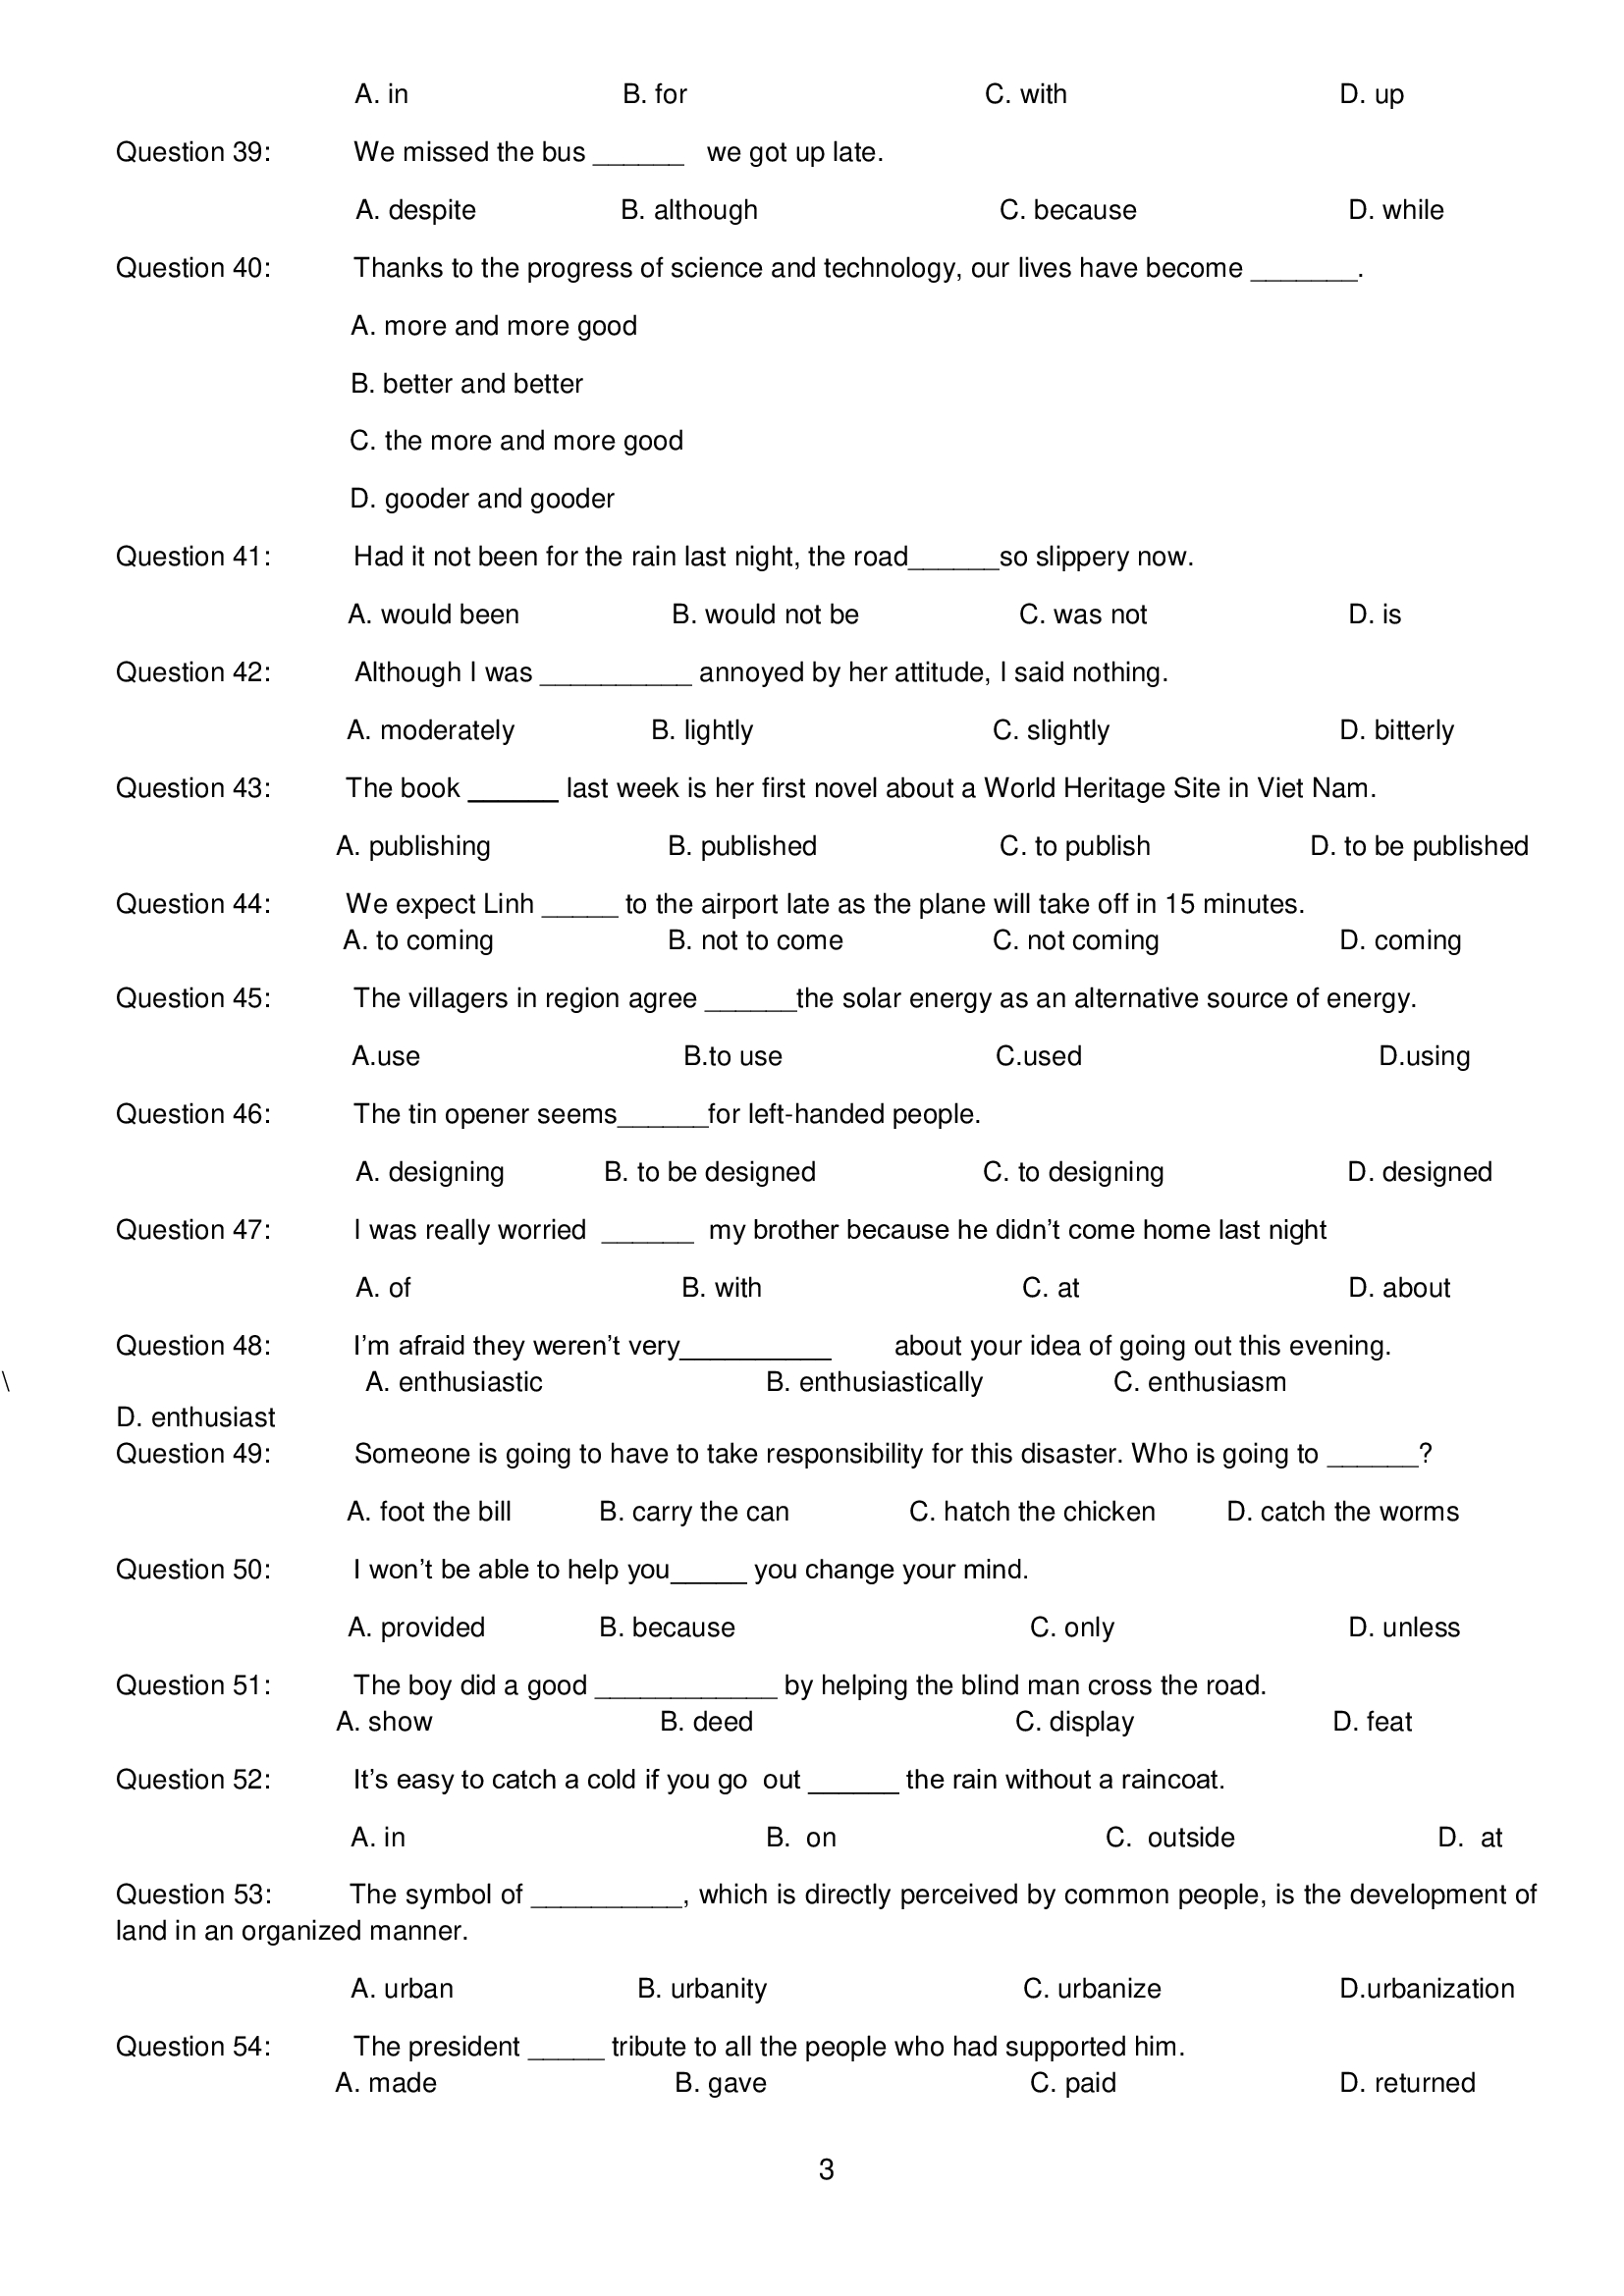 A. in B. for C. with D. up
Question 39: We missed the bus ______ we got up late.
A. despite B. although C. because D. while
Question 40: Thanks to the progress of science and technology, our lives have become _______.
A. more and more good
B. better and better
C. the more and more good
D. gooder and gooder
Question 41: Had it not been for the rain last night, the road______so slippery now.
A. would been B. would not be C. was not D. is
Question 42: Although I was __________ annoyed by her attitude, I said nothing.
A. moderately B. lightly C. slightly D. bitterly
Question 43: The book ______ last week is her first novel about a World Heritage Site in Viet Nam.
A. publishing B. published C. to publish D. to be published
Question 44: We expect Linh _____ to the airport late as the plane will take off in 15 minutes.
A. to coming B. not to come C. not coming D. coming
Question 45: The villagers in region agree ______the solar energy as an alternative source of energy.
A.use B.to use C.used D.using
Question 46: The tin opener seems______for left-handed people.
A. designing B. to be designed C. to designing D. designed
Question 47: I was really worried ______ my brother because he didn’t come home last night
A. of B. with C. at D. about
Question 48: I’m afraid they weren’t very__________ about your idea of going out this evening.
\ A. enthusiastic B. enthusiastically C. enthusiasm
D. enthusiast
Question 49: Someone is going to have to take responsibility for this disaster. Who is going to ______?
A. foot the bill B. carry the can C. hatch the chicken D. catch the worms
Question 50: I won’t be able to help you_____ you change your mind.
A. provided B. because C. only D. unless
Question 51: The boy did a good ____________ by helping the blind man cross the road.
A. show B. deed C. display D. feat
Question 52: It’s easy to catch a cold if you go out ______ the rain without a raincoat.
A. in B. on C. outside D. at
Question 53: The symbol of __________, which is directly perceived by common people, is the development of
land in an organized manner.
A. urban B. urbanity C. urbanize D.urbanization
Question 54: The president _____ tribute to all the people who had supported him.
A. made B. gave C. paid D. returned
3